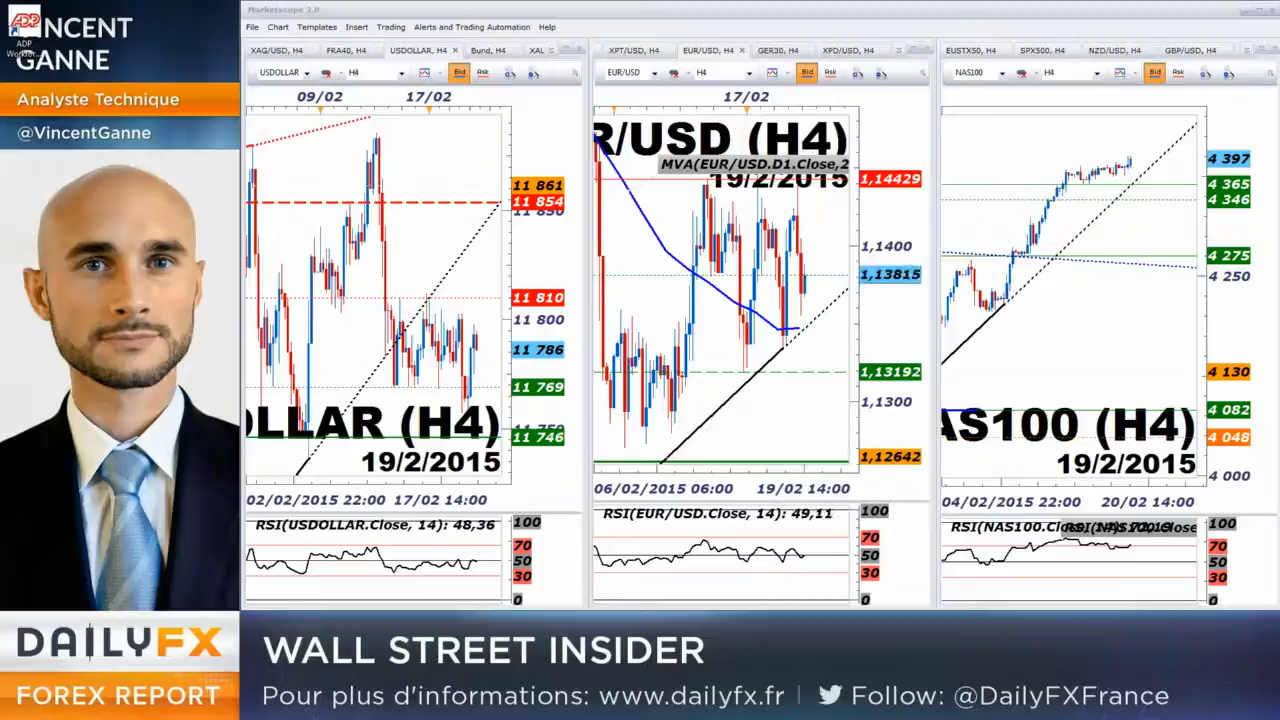 ADP
ADP
VINCENT
GANNE
Analyste Technique
@VincentGanne
Marketscope 2.0
File Chart Templates Insert Trading Alerts and Trading Automation Help
XAG/USD, H4 FRA40, H4 USDOLLAR, H4 Bund, H4 XAL
USDOLLAR H4 Bid Ask
09/02 17/02
11 861
11 854
11 850
11 810
11 800
11 786
11 769
11 746
OLLAR (H4)
19/2/2015
02/02/2015 22:00 17/02 14:00
RSI(USDOLLAR.Close, 14): 48,36
100
70
50
30
0
XPT/USD, H4 EUR/USD, H4 GER30, H4 XPD/USD, H4
EUR/USD H4 Bid Ask
17/02
R/USD (H4)
MVA(EUR/USD.D1.Close,2
19/2/2015
1,14429
1,1400
1,13815
1,13192
1,1300
1,12642
06/02/2015 06:00 19/02 14:00
RSI(EUR/USD.Close, 14): 49,11
100
70
50
30
0
EUSTX50, H4 SPX500, H4 NZD/USD, H4 GBP/USD, H4
NAS100 H4 Bid Ask
4 397
4 365
4 346
4 275
4 250
4 130
4 082
4 048
4 000
AS100 (H4)
19/2/2015
04/02/2015 22:00 20/02 14:00
100
70
50
30
0
DAILYFX
FOREX REPORT
WALL STREET INSIDER
Pour plus d'informations: www.dailyfx.fr | Follow: @DailyFXFrance